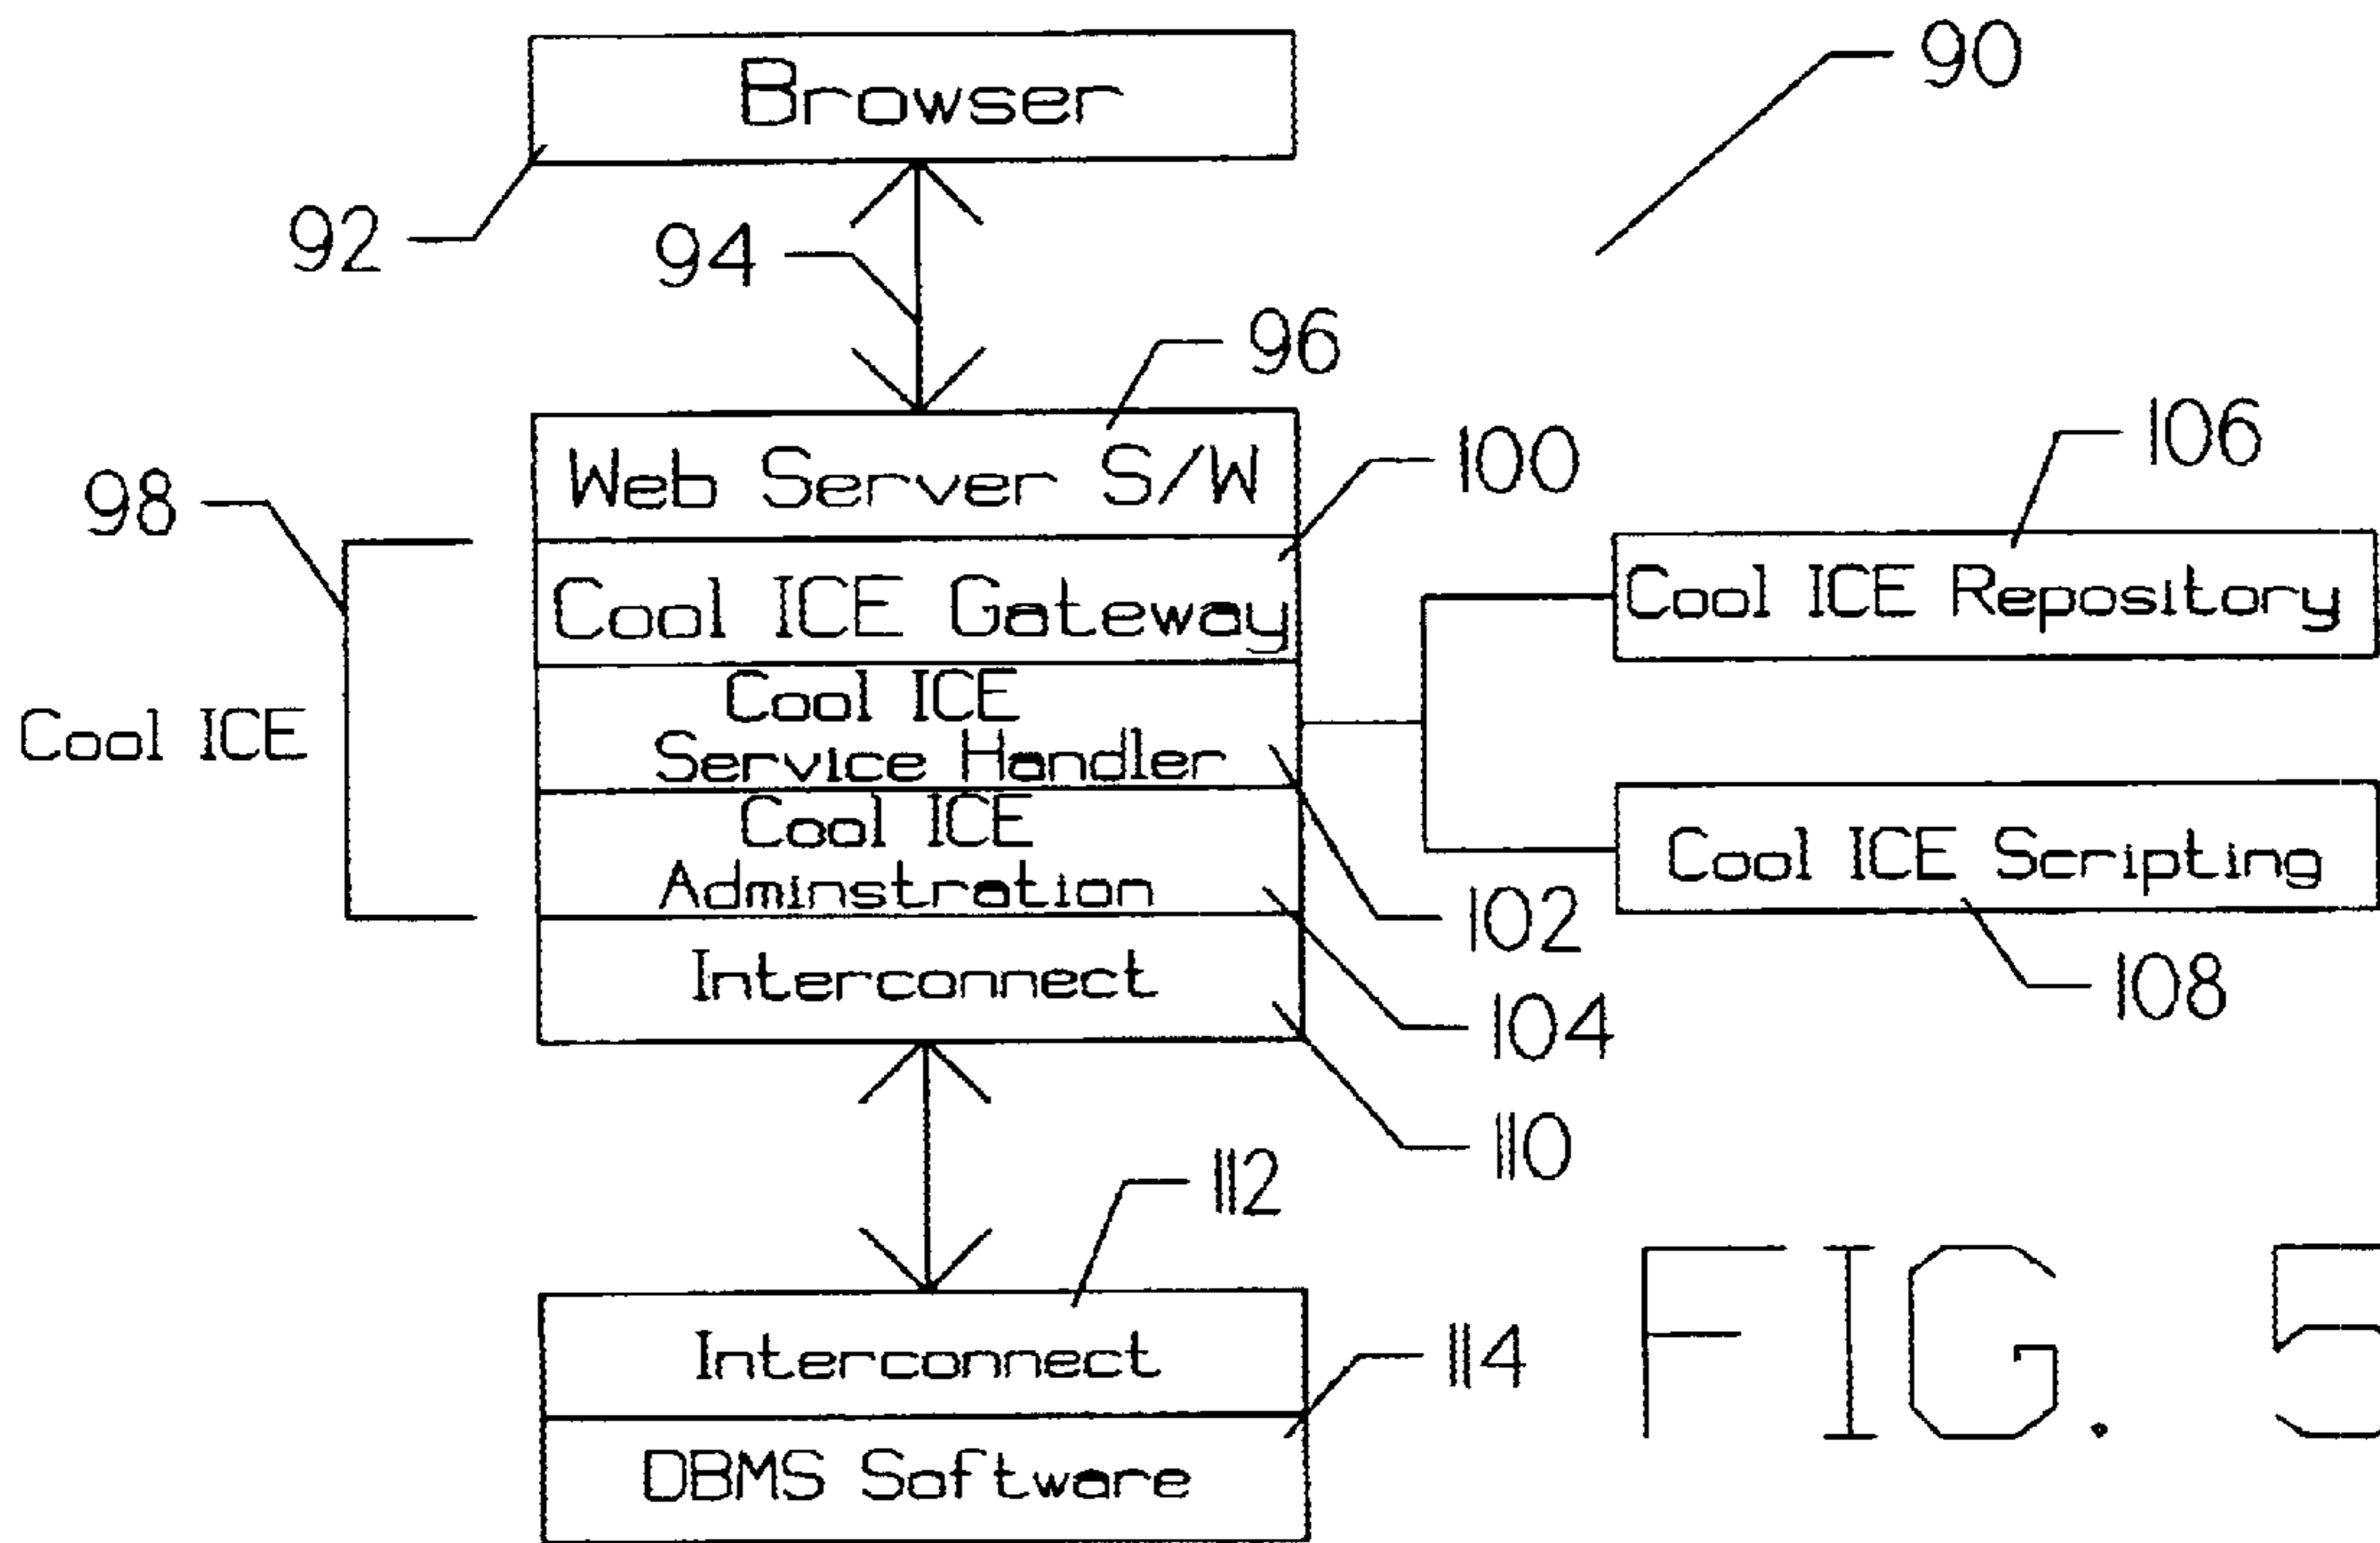 Browser
90
92
94
96
Web Server S/W
100
106
98
Cool ICE Gateway
Cool ICE Repository
Cool ICE
Service Handler
Cool ICE
Cool ICE
Adminstration
Cool ICE Scripting
102
108
Interconnect
104
110
112
Interconnect
114
DBMS Software
FIG. 5